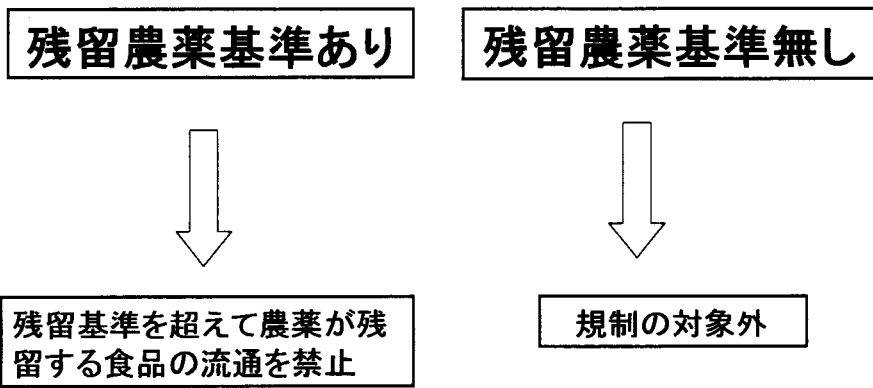 残留農薬基準あり
残留農薬基準無し
残留基準を超えて農薬が残
留する食品の流通を禁止
規制の対象外